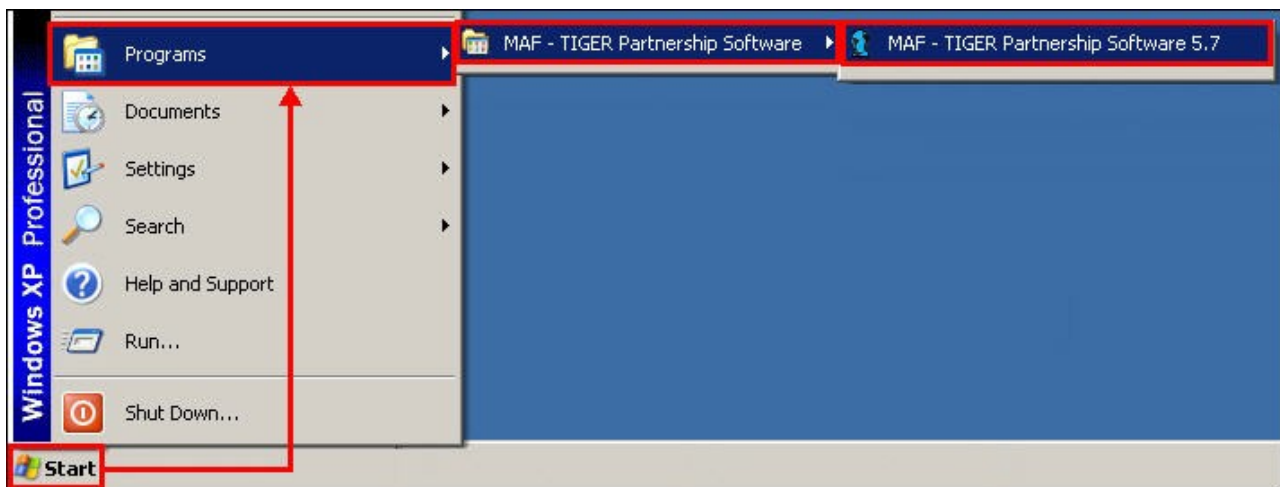 Programs
MAF - TIGER Partnership Software
MAF - TIGER Partnership Software 5.7
Documents
Settings
Search
Help and Support
Run...
Shut Down...
Windows XP Professional
Start